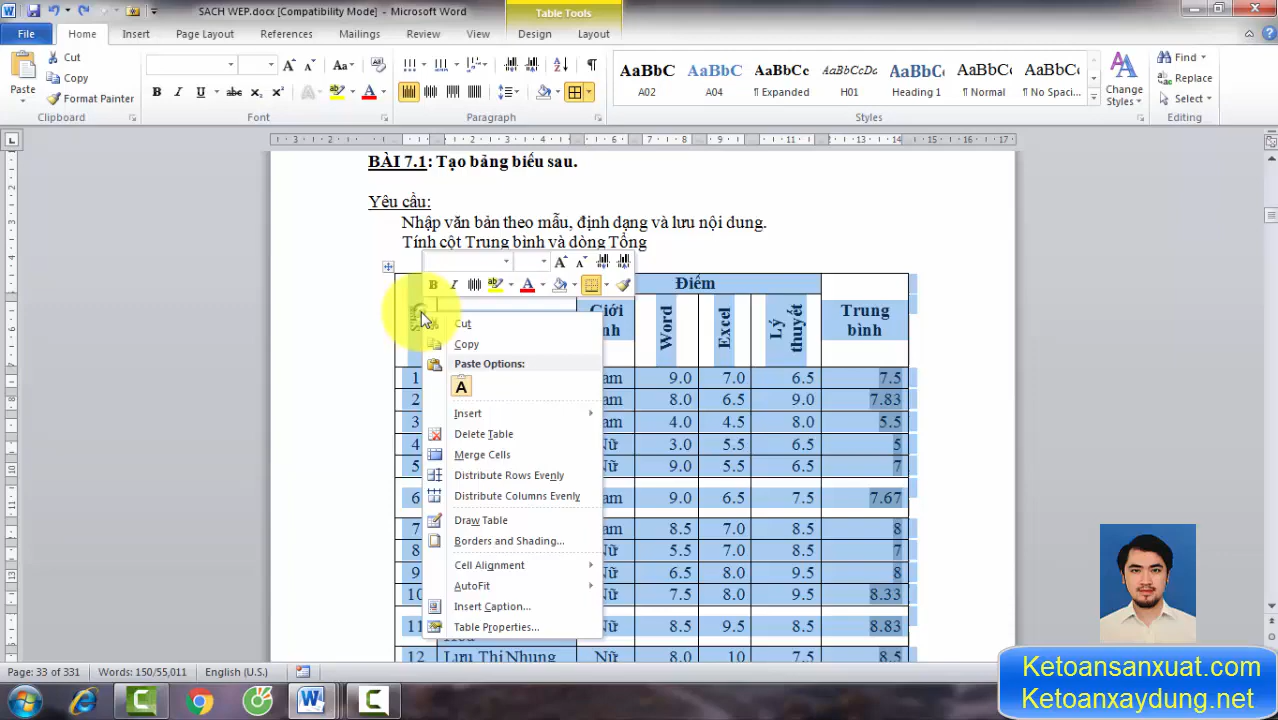 SACH WEP.docx [Compatibility Mode] - Microsoft Word
Table Tools
File Home Insert Page Layout References Mailings Review View Design Layout
Paste
Cut
Copy
Format Painter
Clipboard
Font
Paragraph
AaBbC AaBbC AaBbCc AaBbCcDa AaBbC AaBbCc AaBbCc
A02 A04 ¶ Expanded H01 Heading 1 ¶ Normal ¶ No Spaci...
Styles
Change Styles
Find
Replace
Select
Editing
BÀI 7.1: Tạo bảng biểu sau.
Yêu cầu:
Nhập văn bản theo mẫu, định dạng và lưu nội dung.
Tính cột Trung bình và dòng Tổng
Điểm
Giới
Word Excel Lý thuyết
Trung
bình
1 9.0 7.0 6.5 7.5
2 8.0 6.5 9.0 7.83
3 4.0 4.5 8.0 5.5
4 Nữ 3.0 5.5 6.5 5
5 Nữ 9.0 5.5 6.5 7
6 9.0 6.5 7.5 7.67
7 8.5 7.0 8.5 8
8 Nữ 5.5 7.0 8.5 7
9 Nữ 6.5 8.0 9.5 8
10 Nữ 7.5 8.0 9.5 8.33
11 Nữ 8.5 9.5 8.5 8.83
12 Lưu Thị Nhung Nữ 8.0 10 7.5 8.5
Cut
Copy
Paste Options:
Insert
Delete Table
Merge Cells
Distribute Rows Evenly
Distribute Columns Evenly
Draw Table
Borders and Shading...
Cell Alignment
AutoFit
Insert Caption...
Table Properties...
Page: 33 of 331 Words: 150/55,011 English (U.S.)
Ketoansanxuat.com
Ketoanxaydung.net